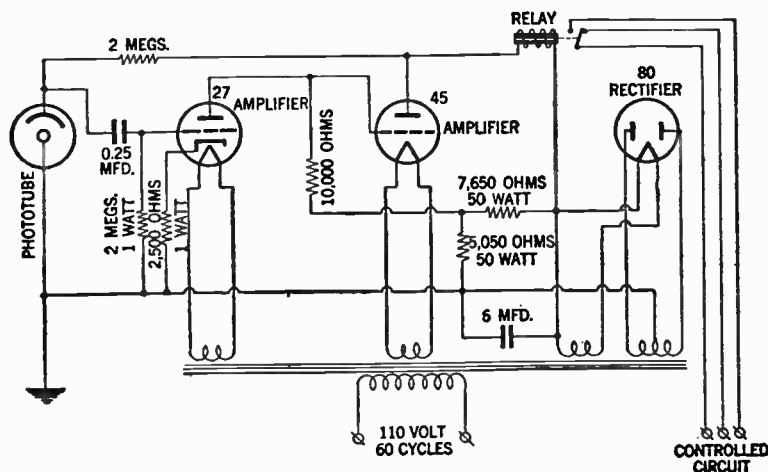 RELAY
2 MEGS.
27
AMPLIFIER
45
AMPLIFIER
80
RECTIFIER
PHOTOTUBE
0.25
MFD.
2 MEGS.
1 WATT
2,500 OHMS
1 WATT
10,000 OHMS
7,650 OHMS
50 WATT
5,050 OHMS
50 WATT
6 MFD.
110 VOLT
60 CYCLES
CONTROLLED
CIRCUIT